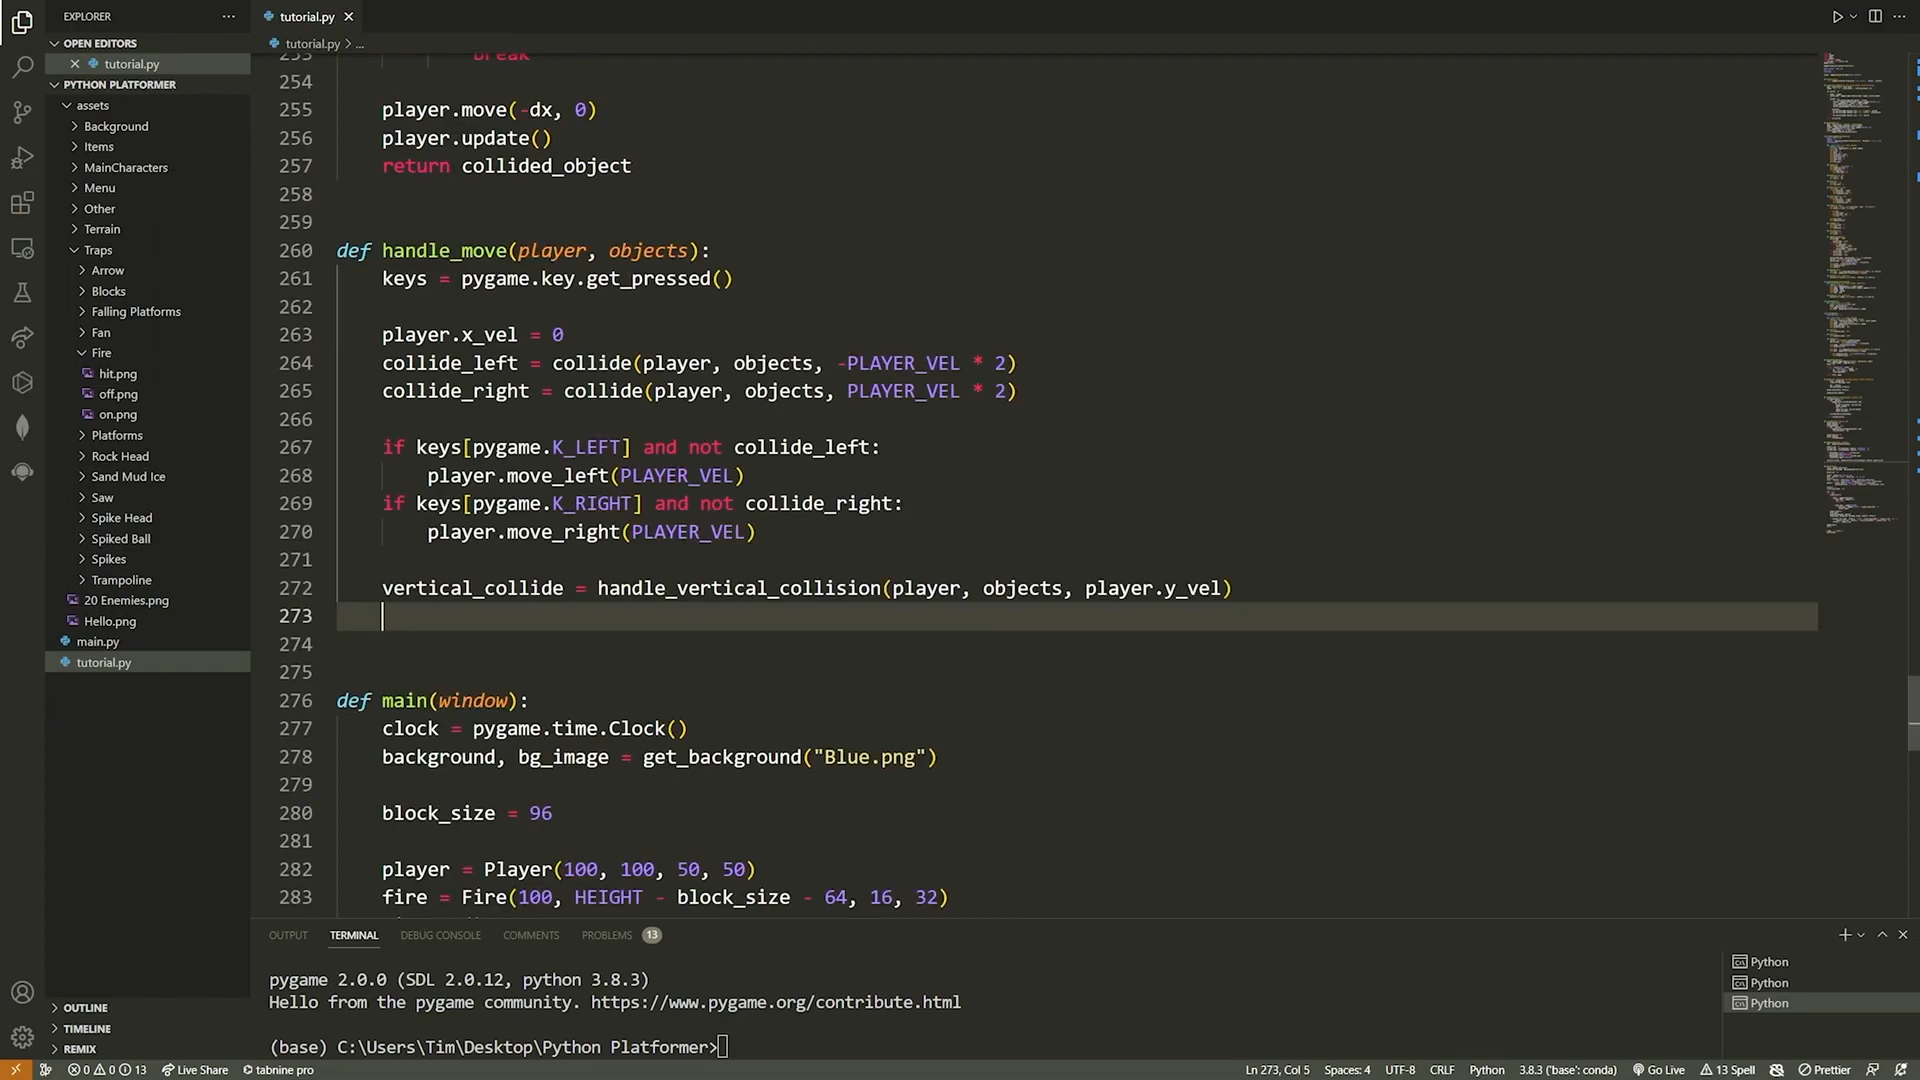 EXPLORER
OPEN EDITORS
tutorial.py
PYTHON PLATFORMER
assets
Background
Items
MainCharacters
Menu
Other
Terrain
Traps
Arrow
Blocks
Falling Platforms
Fan
Fire
hit.png
off.png
on.png
Platforms
Rock Head
Sand Mud Ice
Saw
Spike Head
Spiked Ball
Spikes
Trampoline
20 Enemies.png
Hello.png
main.py
tutorial.py
OUTLINE
TIMELINE
REMIX
tutorial.py
tutorial.py > ...
253 break
254
255 player.move(-dx, 0)
256 player.update()
257 return collided_object
258
259
260 def handle_move(player, objects):
261 keys = pygame.key.get_pressed()
262
263 player.x_vel = 0
264 collide_left = collide(player, objects, -PLAYER_VEL * 2)
265 collide_right = collide(player, objects, PLAYER_VEL * 2)
266
267 if keys[pygame.K_LEFT] and not collide_left:
268 player.move_left(PLAYER_VEL)
269 if keys[pygame.K_RIGHT] and not collide_right:
270 player.move_right(PLAYER_VEL)
271
272 vertical_collide = handle_vertical_collision(player, objects, player.y_vel)
273
274
275
276 def main(window):
277 clock = pygame.time.Clock()
278 background, bg_image = get_background("Blue.png")
279
280 block_size = 96
281
282 player = Player(100, 100, 50, 50)
283 fire = Fire(100, HEIGHT - block_size - 64, 16, 32)
OUTPUT TERMINAL DEBUG CONSOLE COMMENTS PROBLEMS 13
pygame 2.0.0 (SDL 2.0.12, python 3.8.3)
Hello from the pygame community. https://www.pygame.org/contribute.html
(base) C:\Users\Tim\Desktop\Python Platformer>
Python
Python
Python
0 0 13 Live Share tabnine pro Ln 273, Col 5 Spaces: 4 UTF-8 CRLF Python 3.8.3 ('base': conda) Go Live 13 Spell Prettier